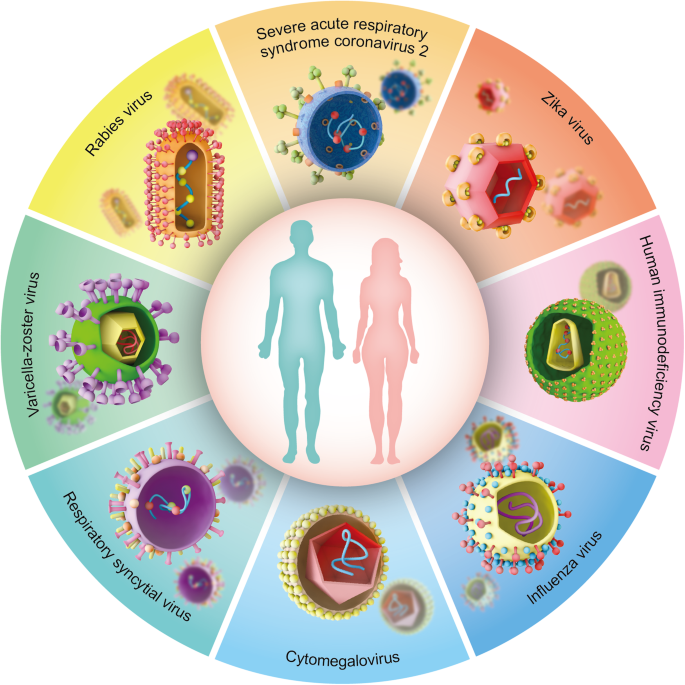 Severe acute respiratory
syndrome coronavirus 2
Zika virus
Human immunodeficiency virus
Influenza virus
Cytomegalovirus
Respiratory syncytial virus
Varicella-zoster virus
Rabies virus